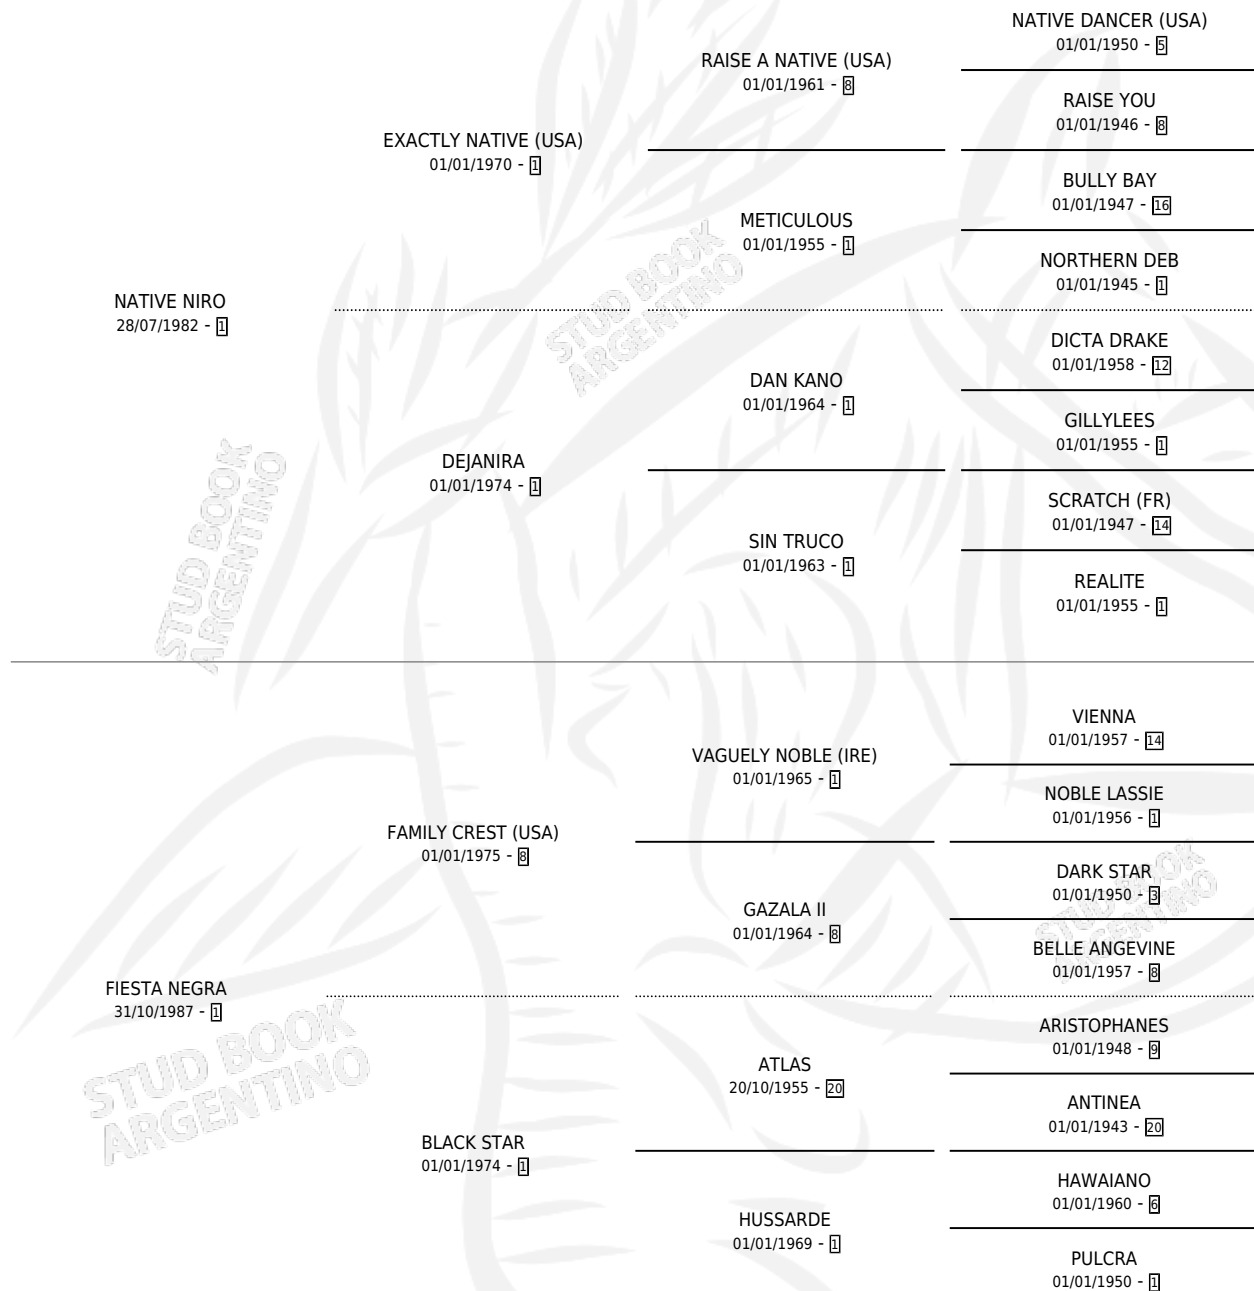 NATIVE DANCER (USA)
01/01/1950 - 5
RAISE A NATIVE (USA)
01/01/1961 - 8
RAISE YOU
01/01/1946 - 8
EXACTLY NATIVE (USA)
01/01/1970 - 1
BULLY BAY
01/01/1947 - 16
METICULOUS
01/01/1955 - 1
NORTHERN DEB
01/01/1945 - 1
NATIVE NIRO
28/07/1982 - 1
DICTA DRAKE
01/01/1958 - 12
DAN KANO
01/01/1964 - 1
GILLYLEES
01/01/1955 - 1
DEJANIRA
01/01/1974 - 1
SCRATCH (FR)
01/01/1947 - 14
SIN TRUCO
01/01/1963 - 1
REALITE
01/01/1955 - 1
VIENNA
01/01/1957 - 14
VAGUELY NOBLE (IRE)
01/01/1965 - 1
NOBLE LASSIE
01/01/1956 - 1
FAMILY CREST (USA)
01/01/1975 - 8
DARK STAR
01/01/1950 - 3
GAZALA II
01/01/1964 - 8
BELLE ANGEVINE
01/01/1957 - 8
FIESTA NEGRA
31/10/1987 - 1
ARISTOPHANES
01/01/1948 - 9
ATLAS
20/10/1955 - 20
ANTINEA
01/01/1943 - 20
BLACK STAR
01/01/1974 - 1
HAWAIANO
01/01/1960 - 6
HUSSARDE
01/01/1969 - 1
PULCRA
01/01/1950 - 1
STUD BOOK
ARGENTINO
STUD BOOK
ARGENTINO
STUD BOOK
ARGENTINO
STUD BOOK
ARGENTINO